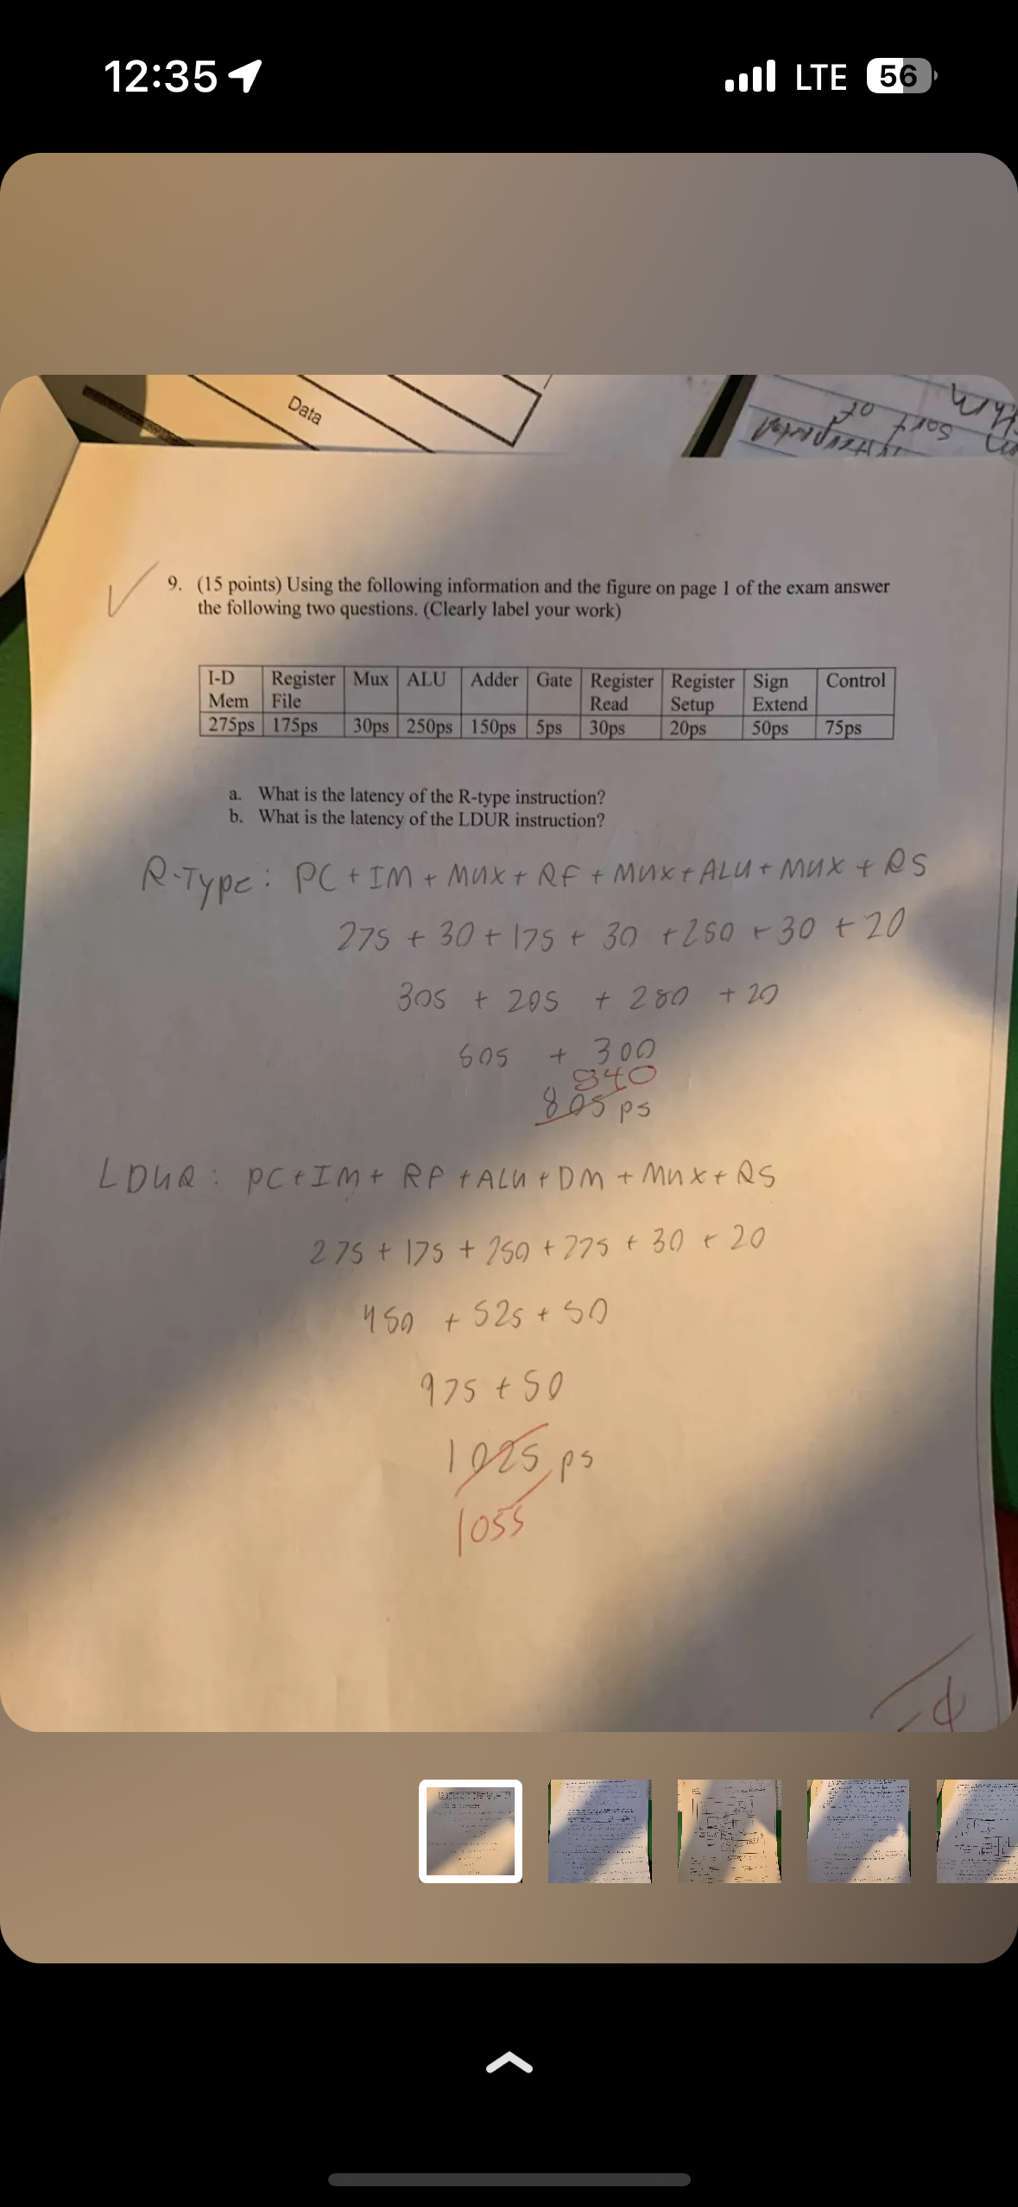 12:35
LTE 56
Data
to sort of
9. (15 points) Using the following information and the figure on page 1 of the exam answer
the following two questions. (Clearly label your work)
I-D Mem | Register File | Mux | ALU | Adder | Gate | Register Read | Register Setup | Sign Extend | Control
275ps | 175ps | 30ps | 250ps | 150ps | 5ps | 30ps | 20ps | 50ps | 75ps
a. What is the latency of the R-type instruction?
b. What is the latency of the LDUR instruction?
R-Type: PC + IM + Mux + RF + Mux + ALU + Mux + RS
275 + 30 + 175 + 30 + 250 + 30 + 20
305 + 205 + 280 + 20
505 + 300
840
805 ps
LDUR: PC + IM + RF + ALU + DM + Mux + RS
275 + 175 + 250 + 275 + 30 + 20
450 + 525 + 50
975 + 50
1025 ps
1055